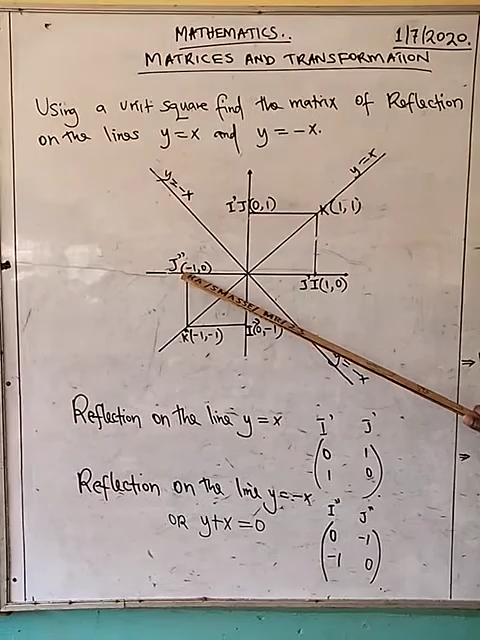 MATHEMATICS..
1/7/2020.
MATRICES AND TRANSFORMATION
Using a unit square find the matrix of Reflection
on the lines y=x and y=-x.
y=-x
y=x
I'J(0,1)
K(1,1)
J"(-1,0)
J'I(1,0)
K(-1,-1)
I"(0,-1)
y=-x
Reflection on the line y=x
I' J'
0 1
1 0
Reflection on the line y=-x
OR y+x=0
I" J"
0 -1
-1 0